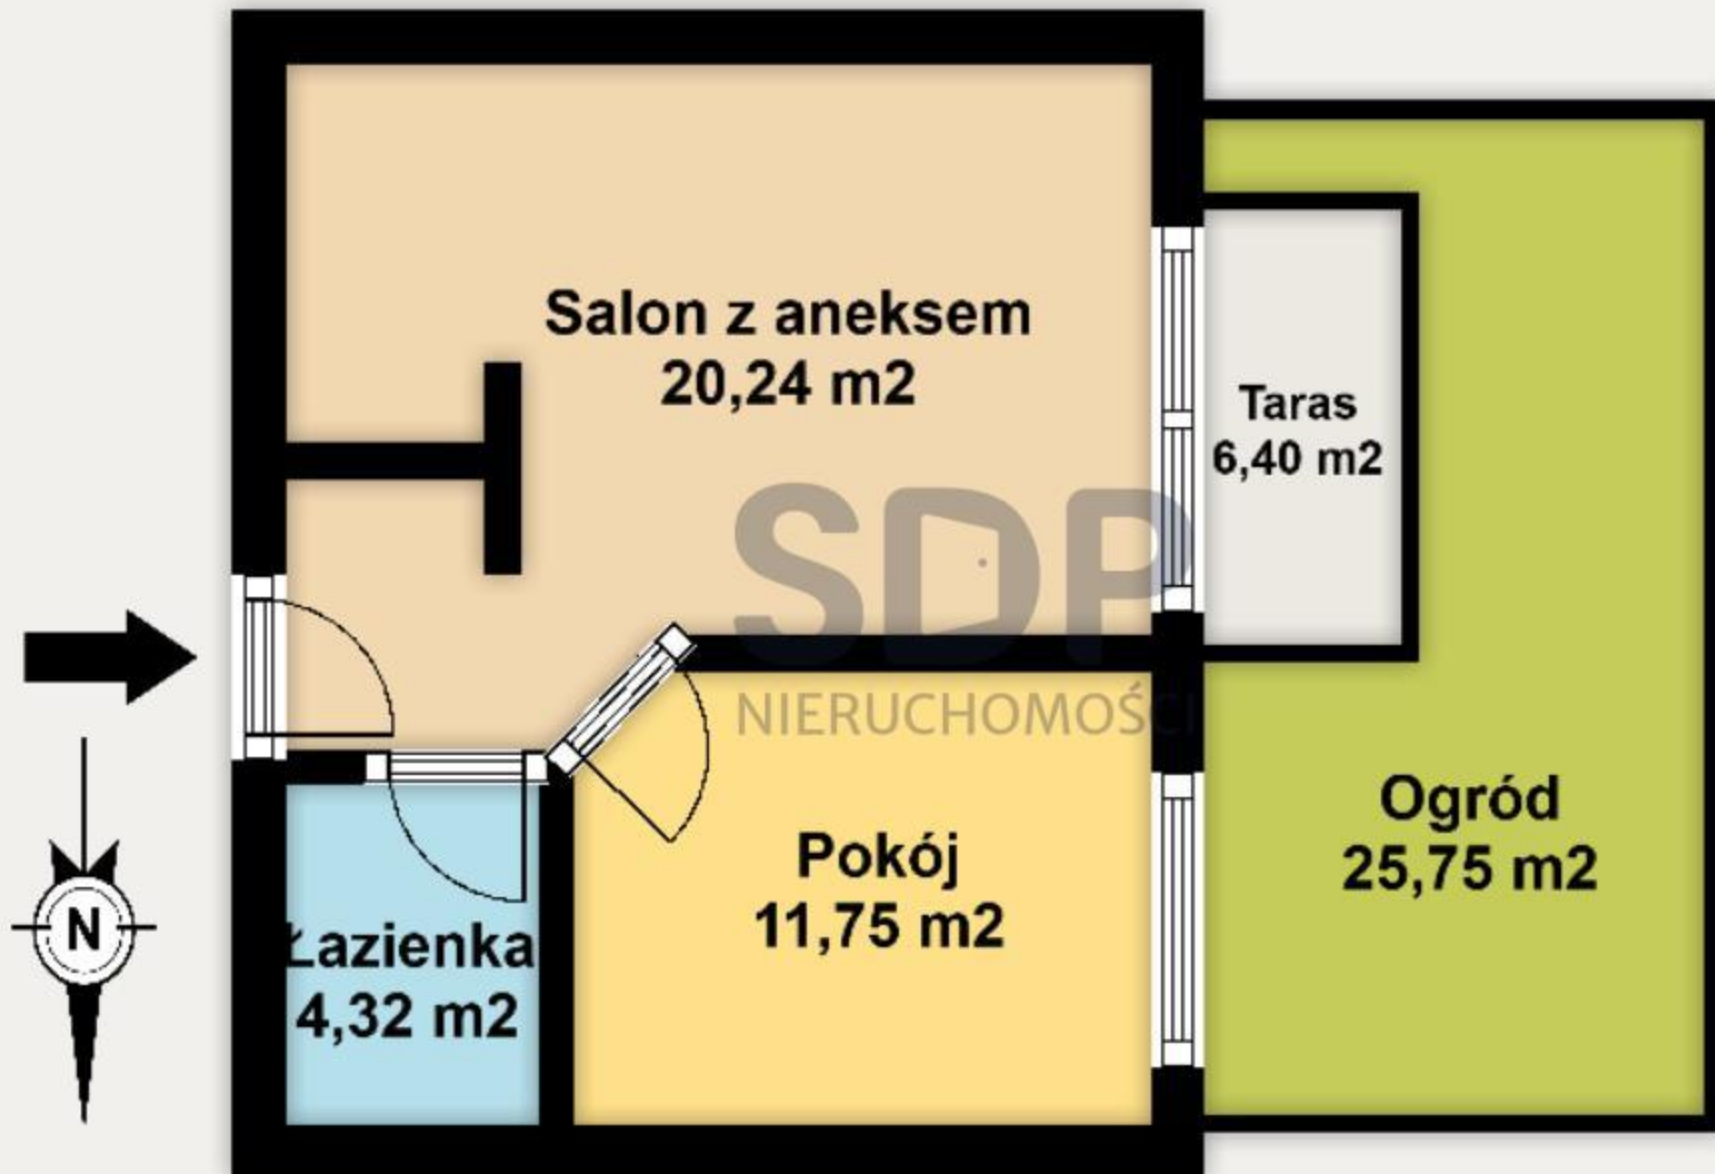 Salon z aneksem
20,24 m2
Taras
6,40 m2
SDP
NIERUCHOMOŚCI
Ogród
25,75 m2
Pokój
11,75 m2
Łazienka
4,32 m2
N